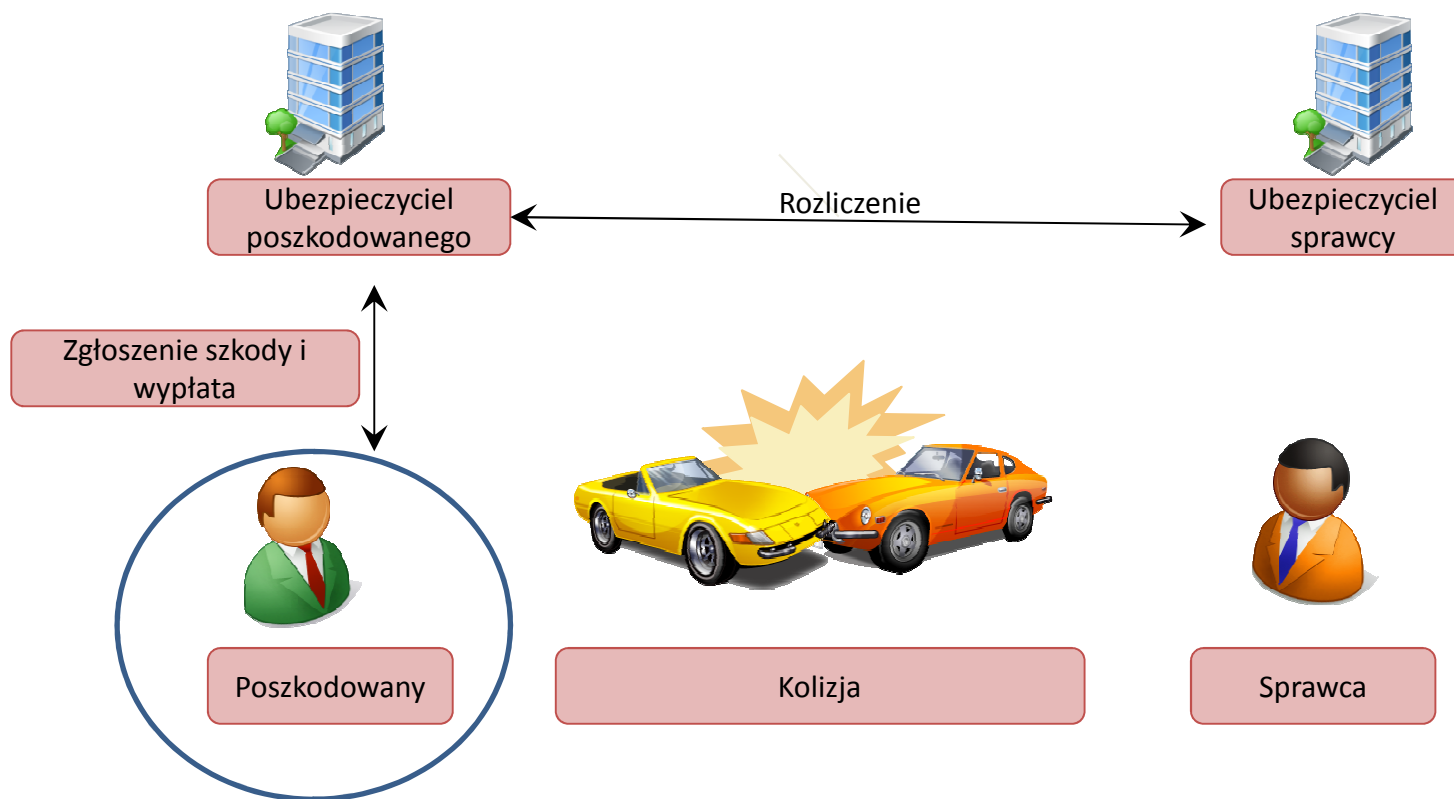 Ubezpieczyciel
poszkodowanego
Rozliczenie
Ubezpieczyciel
sprawcy
Zgłoszenie szkody i
wypłata
Poszkodowany
Kolizja
Sprawca